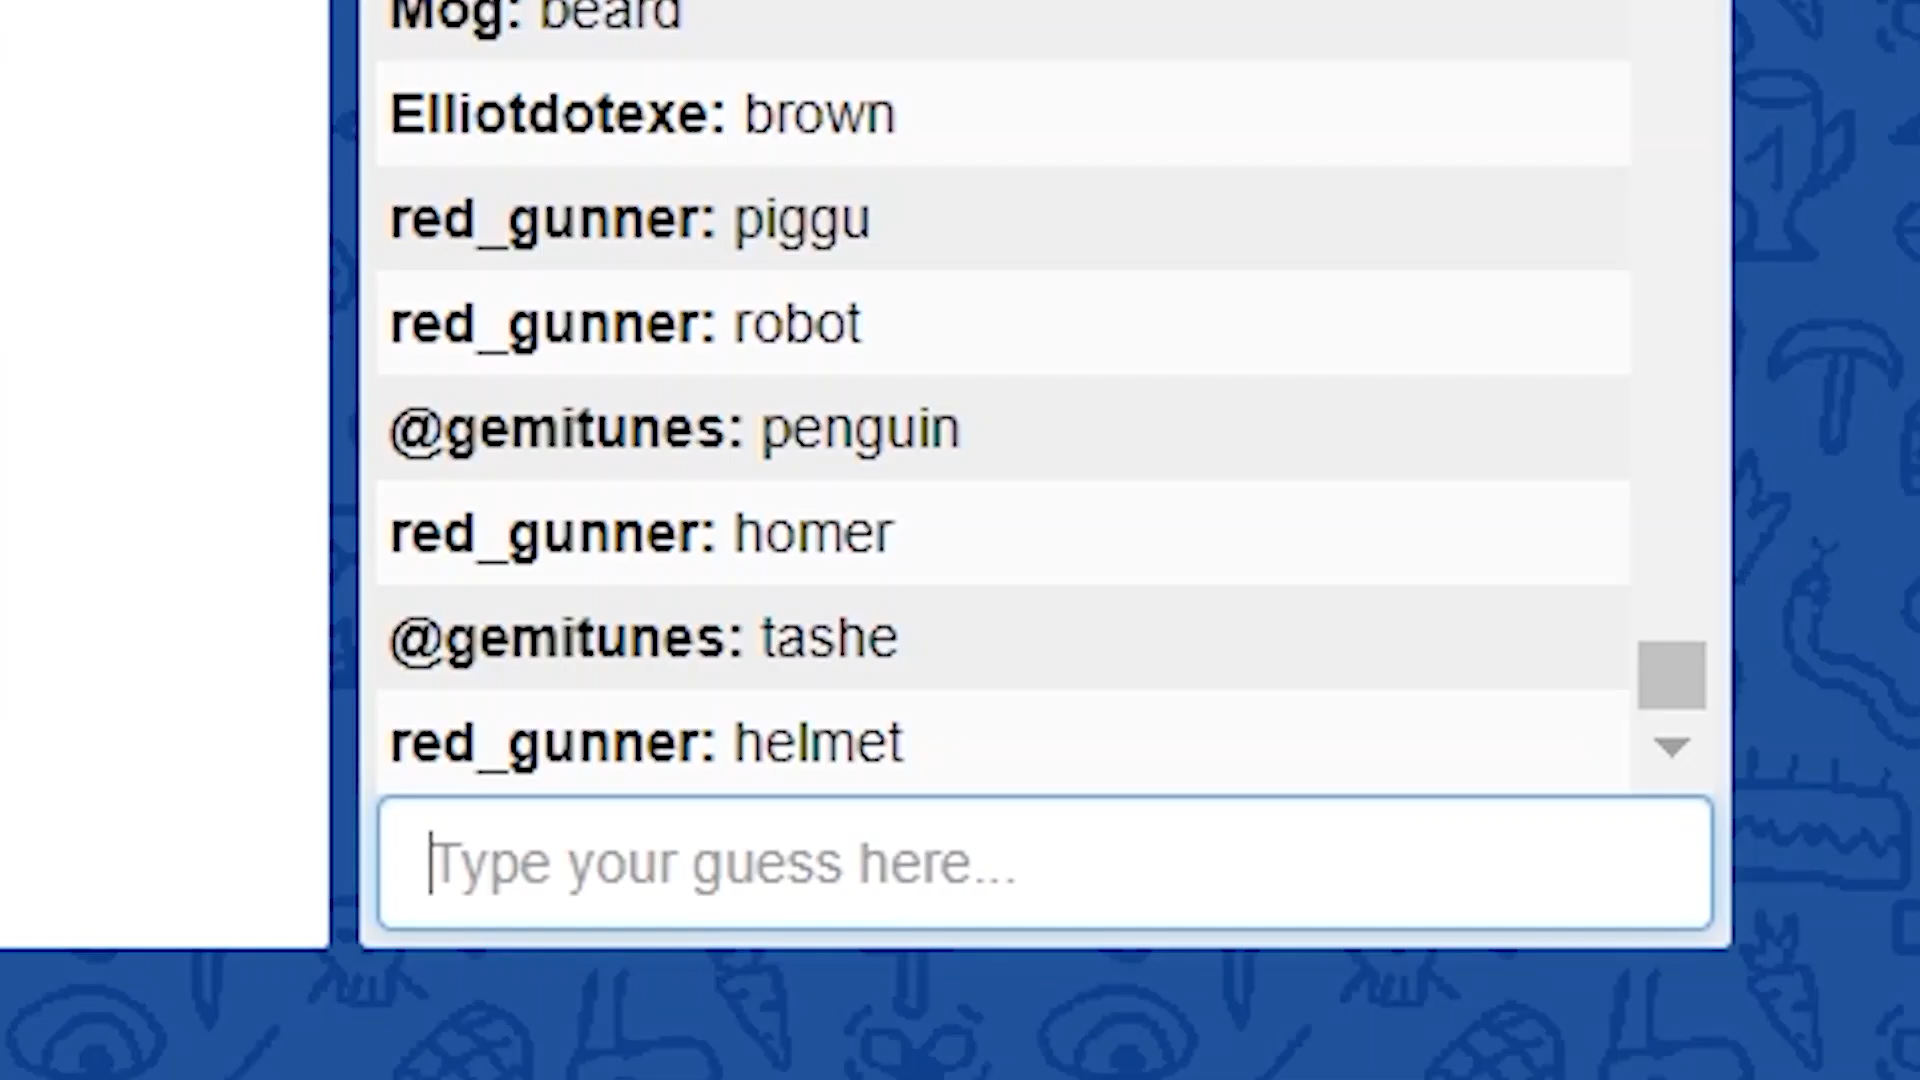 Mog: beard
Elliotdotexe: brown
red_gunner: piggu
red_gunner: robot
@gemitunes: penguin
red_gunner: homer
@gemitunes: tashe
red_gunner: helmet
Type your guess here...